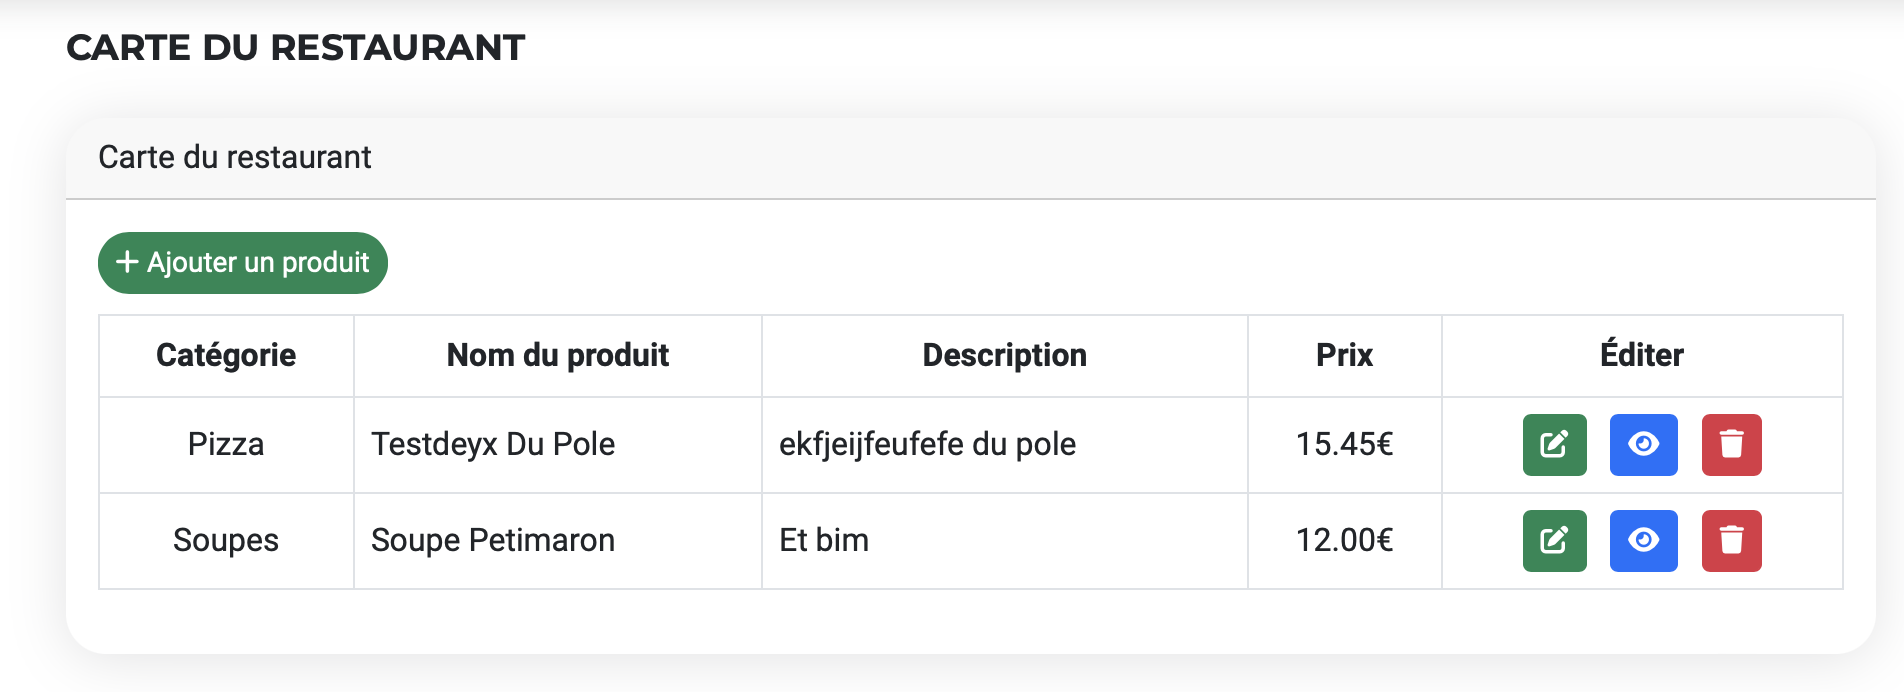 CARTE DU RESTAURANT
Carte du restaurant
+ Ajouter un produit
Catégorie Nom du produit Description Prix Éditer
Pizza Testdeyx Du Pole ekfjeijfeufefe du pole 15.45€
Soupes Soupe Petimaron Et bim 12.00€